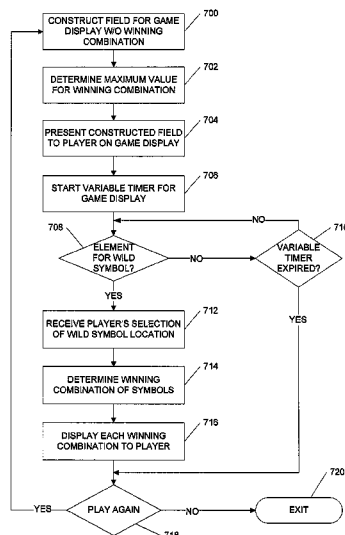 CONSTRUCT FIELD FOR GAME
DISPLAY W/O WINNING
COMBINATION
700
DETERMINE MAXIMUM VALUE
FOR WINNING COMBINATION
702
PRESENT CONSTRUCTED FIELD
TO PLAYER ON GAME DISPLAY
704
START VARIABLE TIMER FOR
GAME DISPLAY
706
NO
708
ELEMENT
FOR WILD
SYMBOL?
NO
710
VARIABLE
TIMER
EXPIRED?
YES
YES
RECEIVE PLAYER'S SELECTION
OF WILD SYMBOL LOCATION
712
DETERMINE WINNING
COMBINATION OF SYMBOLS
714
DISPLAY EACH WINNING
COMBINATION TO PLAYER
716
YES
PLAY AGAIN
NO
EXIT
720
718